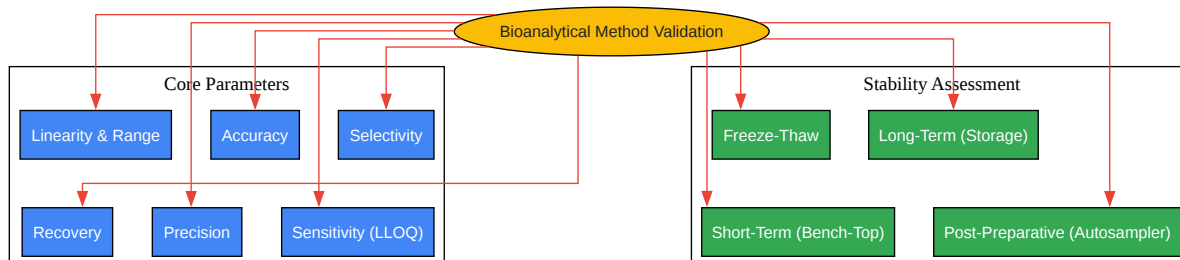 Bioanalytical Method Validation
Core Parameters
Stability Assessment
Linearity & Range
Accuracy
Selectivity
Freeze-Thaw
Long-Term (Storage)
Recovery
Precision
Sensitivity (LLOQ)
Short-Term (Bench-Top)
Post-Preparative (Autosampler)